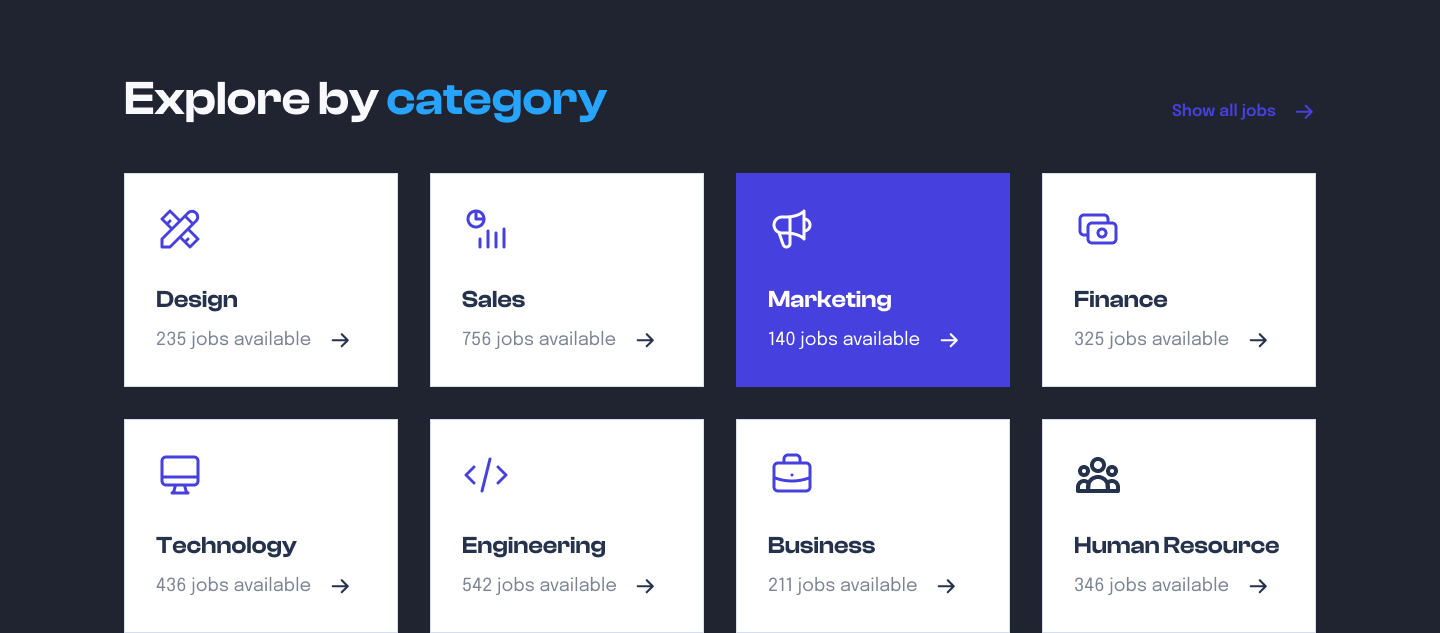 Explore by category
Show all jobs
Design
235 jobs available
Sales
756 jobs available
Marketing
140 jobs available
Finance
325 jobs available
Technology
436 jobs available
Engineering
542 jobs available
Business
211 jobs available
Human Resource
346 jobs available